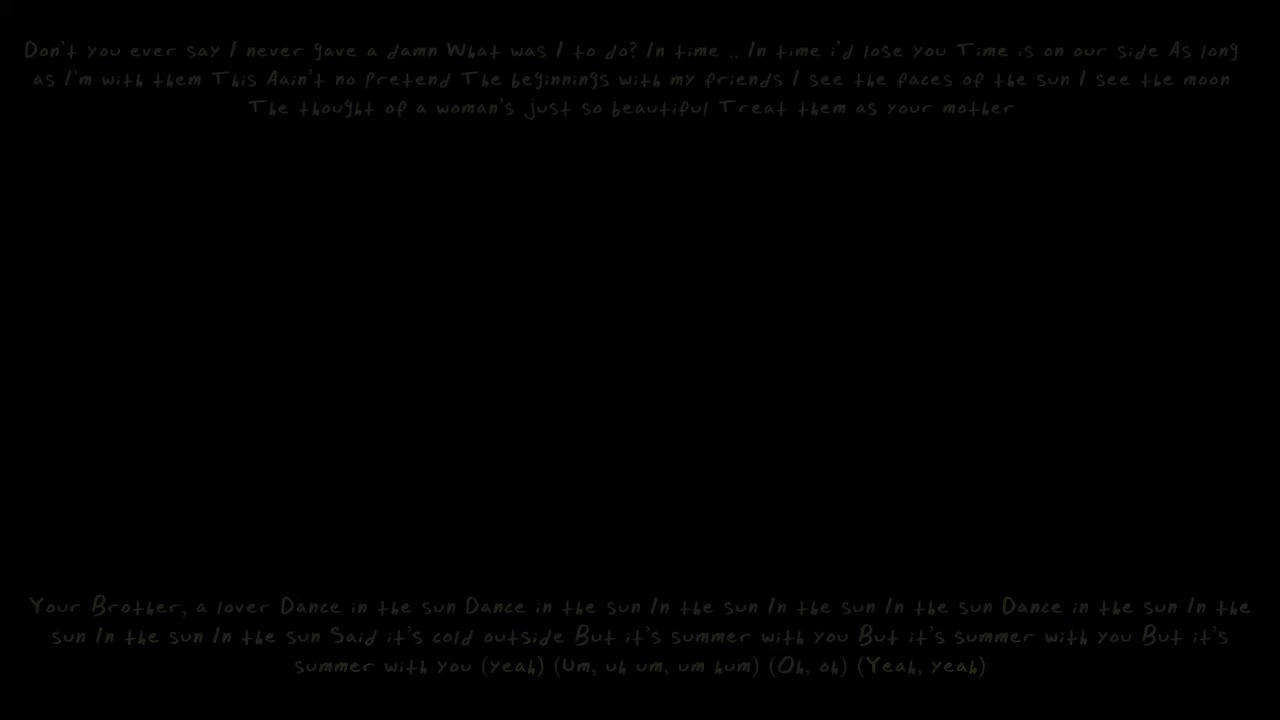 Don't you ever say I never gave a damn What was I to do? In time .. In time i'd lose you Time is on our side As long
as I'm with them This Aain't no pretend The beginnings with my friends I see the faces of the sun I see the moon
The thought of a woman's just so beautiful Treat them as your mother
Your Brother, a lover Dance in the sun Dance in the sun In the sun In the sun In the sun Dance in the sun In the
sun In the sun In the sun Said it's cold outside But it's summer with you But it's summer with you But it's
summer with you (yeah) (Um, uh um, um hum) (Oh, oh) (Yeah, yeah)